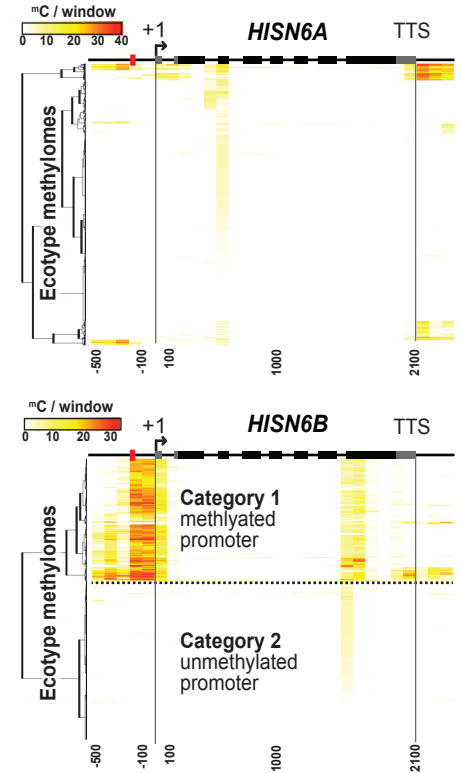 ᵐC / window
0 10 20 30 40
+1
HISN6A
TTS
Ecotype methylomes
-500
-100
100
1000
2100
ᵐC / window
0 10 20 30
+1
HISN6B
TTS
Ecotype methylomes
Category 1
methlyated
promoter
Category 2
unmethylated
promoter
-500
-100
100
1000
2100